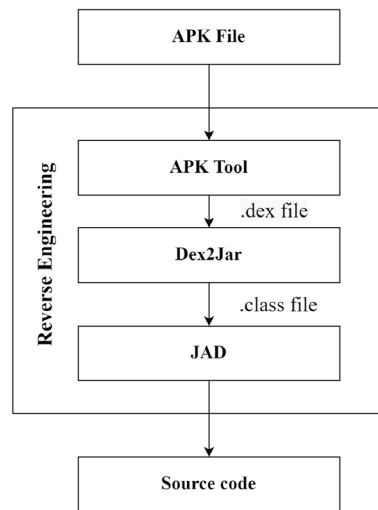 APK File
Reverse Engineering
APK Tool
.dex file
Dex2Jar
.class file
JAD
Source code